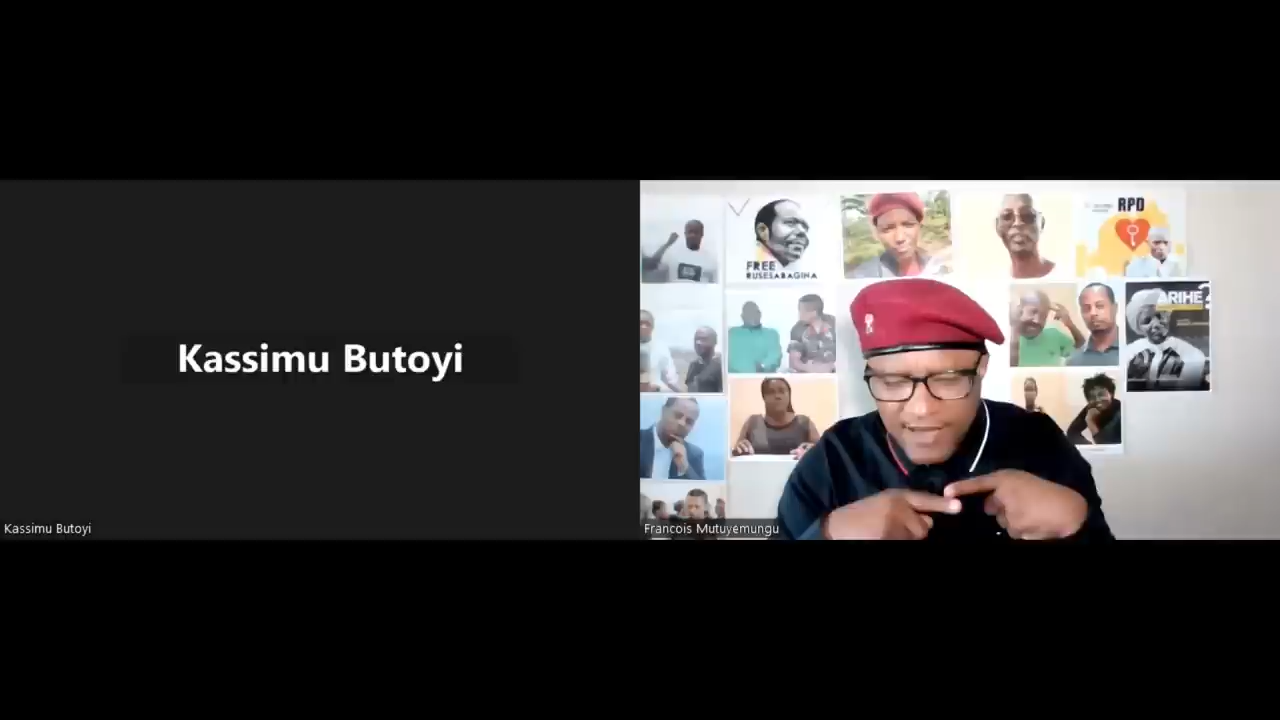 Kassimu Butoyi
Kassimu Butoyi
FREE
RUSESABAGINA
RPD
ARIHE?
Francois Mutuyemungu